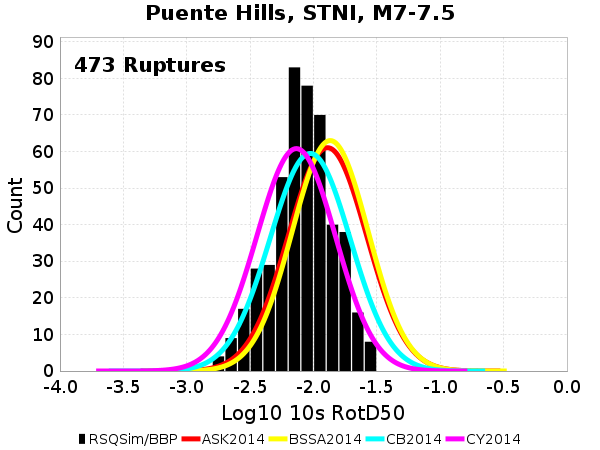 Puente Hills, STNI, M7-7.5
473 Ruptures
Count
90
80
70
60
50
40
30
20
10
0
-4.0 -3.5 -3.0 -2.5 -2.0 -1.5 -1.0 -0.5 0.0
Log10 10s RotD50
RSQSim/BBP ASK2014 BSSA2014 CB2014 CY2014